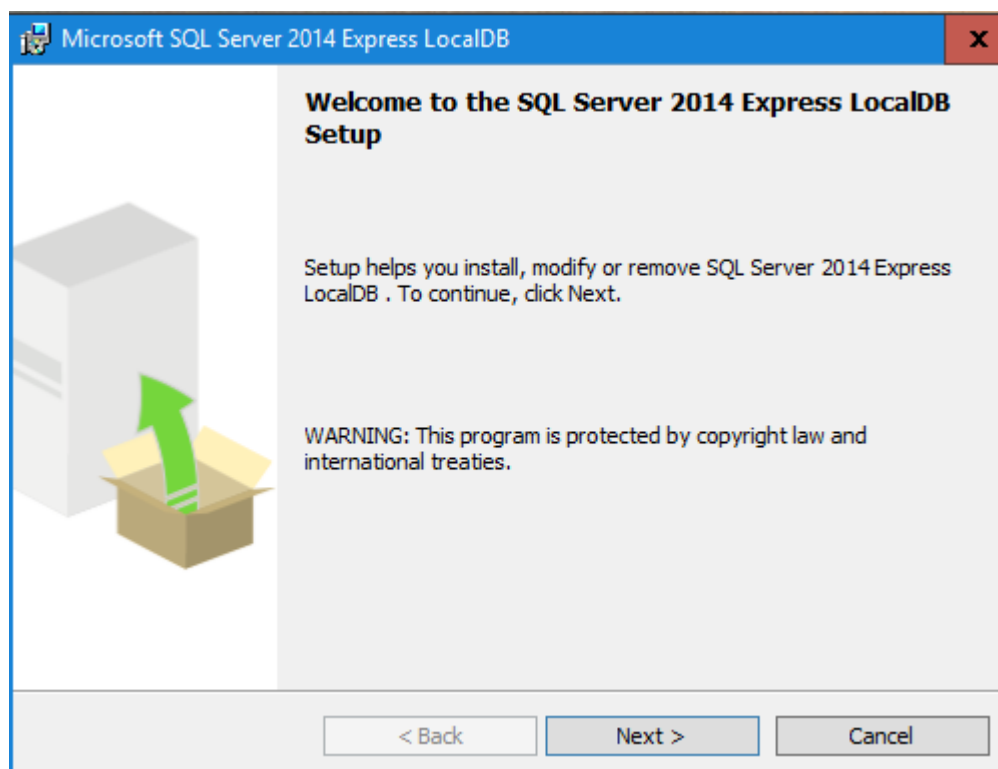 Microsoft SQL Server 2014 Express LocalDB
X
Welcome to the SQL Server 2014 Express LocalDB
Setup
Setup helps you install, modify or remove SQL Server 2014 Express
LocalDB . To continue, click Next.
WARNING: This program is protected by copyright law and
international treaties.
< Back
Next >
Cancel